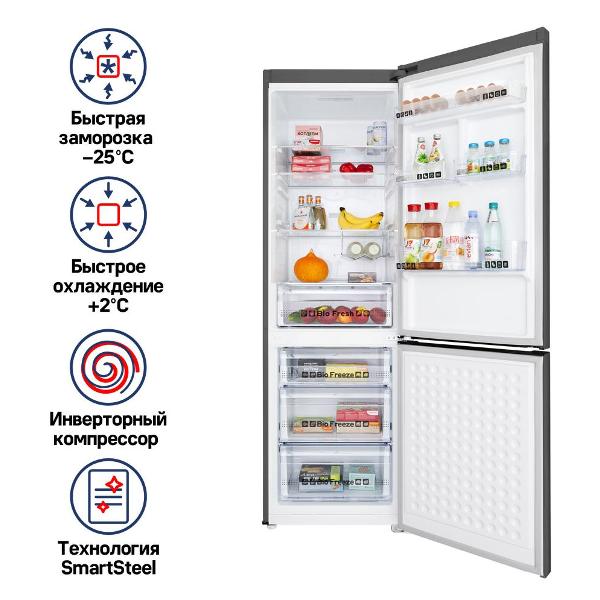 Быстрая
заморозка
–25°C
Быстрое
охлаждение
+2°C
Инверторный
компрессор
Технология
SmartSteel
Bio Fresh
Bio Freeze
Bio Freeze
Bio Freeze